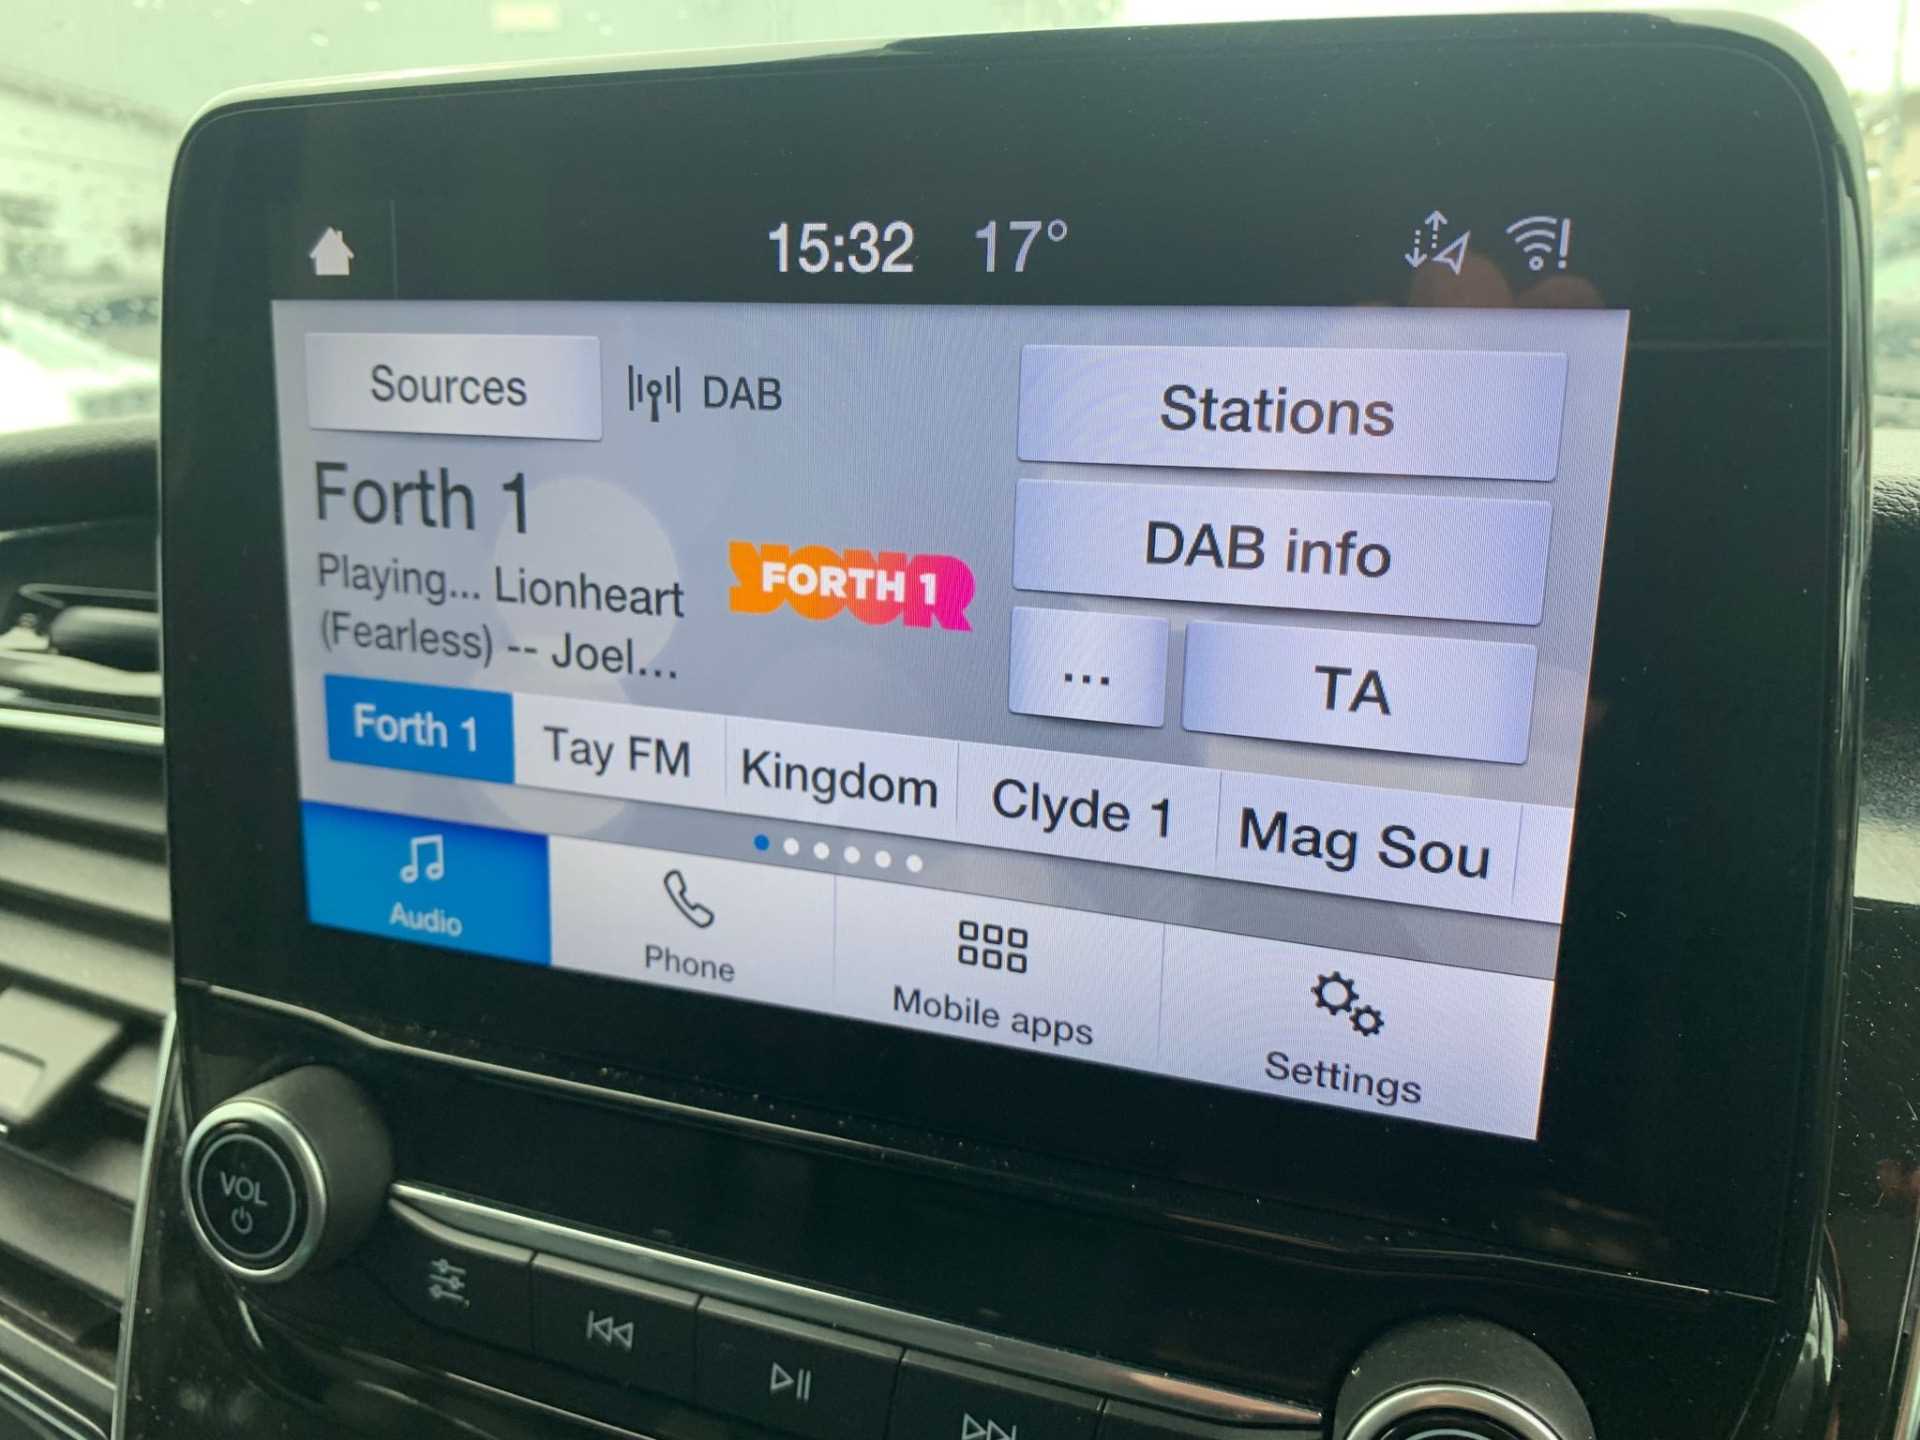 15:32 17°
Sources DAB
Stations
Forth 1
DAB info
Playing... Lionheart
(Fearless) -- Joel...
YOUR
FORTH 1
... TA
Forth 1 Tay FM Kingdom Clyde 1 Mag Sou
Audio Phone Mobile apps Settings
VOL